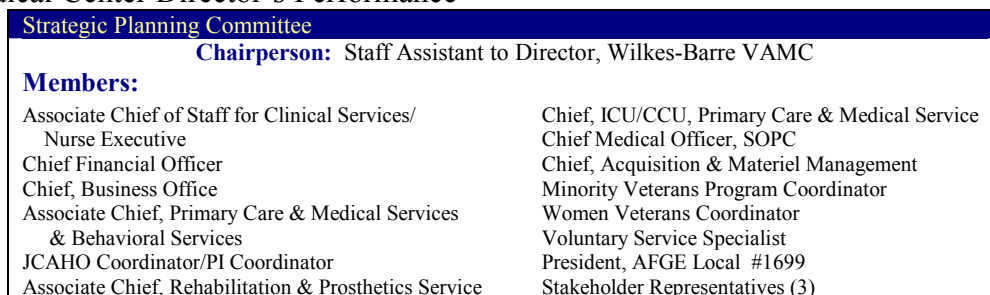 Medical Center Director's Performance
Strategic Planning Committee
Chairperson: Staff Assistant to Director, Wilkes-Barre VAMC
Members:
Associate Chief of Staff for Clinical Services/
Nurse Executive
Chief Financial Officer
Chief, Business Office
Associate Chief, Primary Care & Medical Services
& Behavioral Services
JCAHO Coordinator/PI Coordinator
Associate Chief, Rehabilitation & Prosthetics Service
Chief, ICU/CCU, Primary Care & Medical Service
Chief Medical Officer, SOPC
Chief, Acquisition & Materiel Management
Minority Veterans Program Coordinator
Women Veterans Coordinator
Voluntary Service Specialist
President, AFGE Local #1699
Stakeholder Representatives (3)